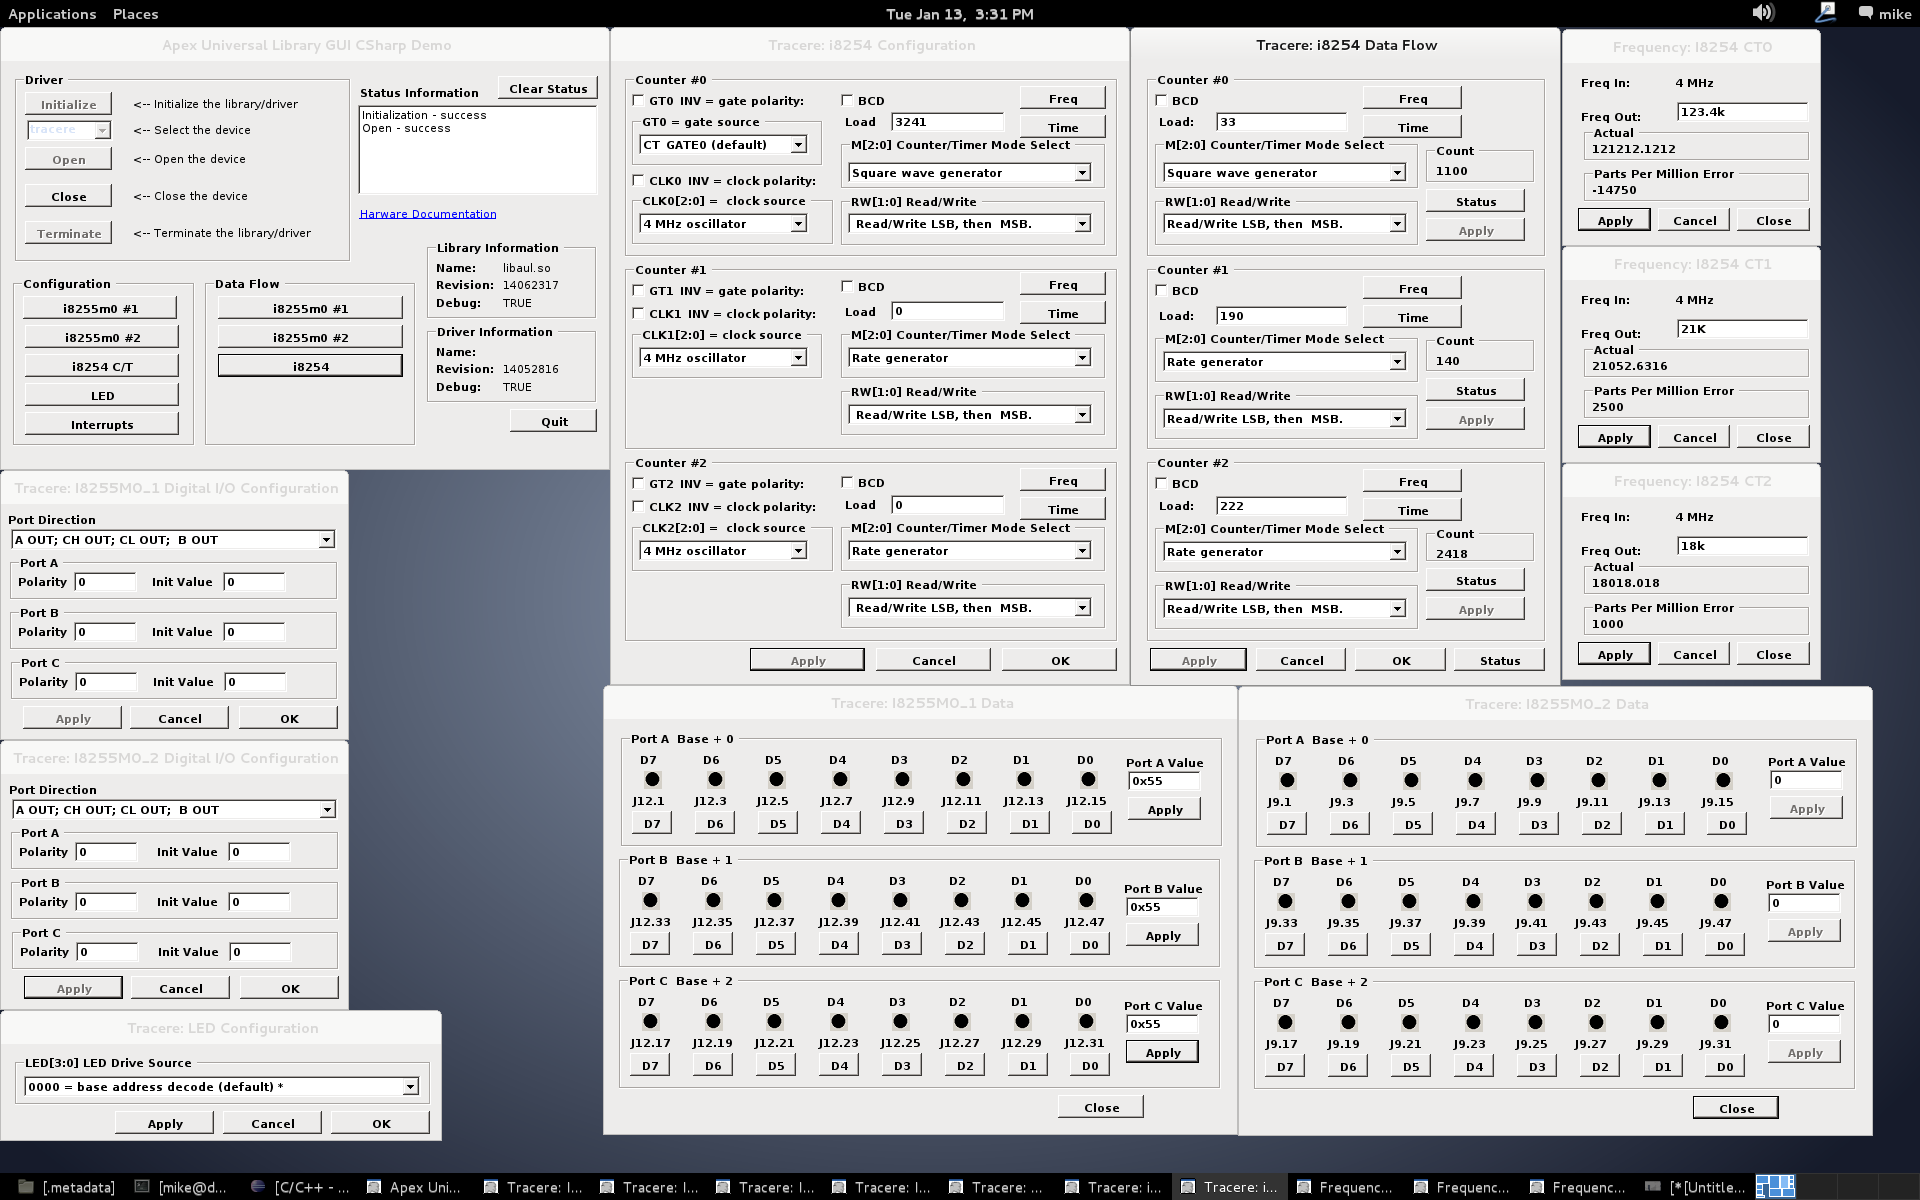 Applications Places
Tue Jan 13, 3:31 PM
mike
Apex Universal Library GUI CSharp Demo
Driver
Initialize <-- Initialize the library/driver
tracere <-- Select the device
Open <-- Open the device
Close <-- Close the device
Terminate <-- Terminate the library/driver
Status Information Clear Status
Initialization - success
Open - success
Harware Documentation
Library Information
Name: libaul.so
Revision: 14062317
Debug: TRUE
Driver Information
Name:
Revision: 14052816
Debug: TRUE
Quit
Configuration
i8255m0 #1
i8255m0 #2
i8254 C/T
LED
Interrupts
Data Flow
i8255m0 #1
i8255m0 #2
i8254
Tracere: i8254 Configuration
Counter #0
GT0 INV = gate polarity:
GT0 = gate source
CT GATE0 (default)
CLK0 INV = clock polarity:
CLK0[2:0] = clock source
4 MHz oscillator
BCD Freq
Load 3241 Time
M[2:0] Counter/Timer Mode Select
Square wave generator
RW[1:0] Read/Write
Read/Write LSB, then MSB.
Counter #1
GT1 INV = gate polarity:
CLK1 INV = clock polarity:
CLK1[2:0] = clock source
4 MHz oscillator
BCD Freq
Load 0 Time
M[2:0] Counter/Timer Mode Select
Rate generator
RW[1:0] Read/Write
Read/Write LSB, then MSB.
Counter #2
GT2 INV = gate polarity:
CLK2 INV = clock polarity:
CLK2[2:0] = clock source
4 MHz oscillator
BCD Freq
Load 0 Time
M[2:0] Counter/Timer Mode Select
Rate generator
RW[1:0] Read/Write
Read/Write LSB, then MSB.
Apply Cancel OK
Tracere: i8254 Data Flow
Counter #0
BCD Freq
Load: 33 Time
M[2:0] Counter/Timer Mode Select
Square wave generator
RW[1:0] Read/Write
Read/Write LSB, then MSB.
Count
1100
Status
Apply
Counter #1
BCD Freq
Load: 190 Time
M[2:0] Counter/Timer Mode Select
Rate generator
RW[1:0] Read/Write
Read/Write LSB, then MSB.
Count
140
Status
Apply
Counter #2
BCD Freq
Load: 222 Time
M[2:0] Counter/Timer Mode Select
Rate generator
RW[1:0] Read/Write
Read/Write LSB, then MSB.
Count
2418
Status
Apply
Apply Cancel OK Status
Frequency: I8254 CT0
Freq In: 4 MHz
Freq Out: 123.4k
Actual
121212.1212
Parts Per Million Error
-14750
Apply Cancel Close
Frequency: I8254 CT1
Freq In: 4 MHz
Freq Out: 21K
Actual
21052.6316
Parts Per Million Error
2500
Apply Cancel Close
Frequency: I8254 CT2
Freq In: 4 MHz
Freq Out: 18k
Actual
18018.018
Parts Per Million Error
1000
Apply Cancel Close
Tracere: I8255M0_1 Digital I/O Configuration
Port Direction
A OUT; CH OUT; CL OUT; B OUT
Port A
Polarity 0 Init Value 0
Port B
Polarity 0 Init Value 0
Port C
Polarity 0 Init Value 0
Apply Cancel OK
Tracere: I8255M0_2 Digital I/O Configuration
Port Direction
A OUT; CH OUT; CL OUT; B OUT
Port A
Polarity 0 Init Value 0
Port B
Polarity 0 Init Value 0
Port C
Polarity 0 Init Value 0
Apply Cancel OK
Tracere: LED Configuration
LED[3:0] LED Drive Source
0000 = base address decode (default) *
Apply Cancel OK
Tracere: I8255M0_1 Data
Port A Base + 0
D7 D6 D5 D4 D3 D2 D1 D0
J12.1 J12.3 J12.5 J12.7 J12.9 J12.11 J12.13 J12.15
D7 D6 D5 D4 D3 D2 D1 D0
Port A Value
0x55
Apply
Port B Base + 1
D7 D6 D5 D4 D3 D2 D1 D0
J12.33 J12.35 J12.37 J12.39 J12.41 J12.43 J12.45 J12.47
D7 D6 D5 D4 D3 D2 D1 D0
Port B Value
0x55
Apply
Port C Base + 2
D7 D6 D5 D4 D3 D2 D1 D0
J12.17 J12.19 J12.21 J12.23 J12.25 J12.27 J12.29 J12.31
D7 D6 D5 D4 D3 D2 D1 D0
Port C Value
0x55
Apply
Close
Tracere: I8255M0_2 Data
Port A Base + 0
D7 D6 D5 D4 D3 D2 D1 D0
J9.1 J9.3 J9.5 J9.7 J9.9 J9.11 J9.13 J9.15
D7 D6 D5 D4 D3 D2 D1 D0
Port A Value
0
Apply
Port B Base + 1
D7 D6 D5 D4 D3 D2 D1 D0
J9.33 J9.35 J9.37 J9.39 J9.41 J9.43 J9.45 J9.47
D7 D6 D5 D4 D3 D2 D1 D0
Port B Value
0
Apply
Port C Base + 2
D7 D6 D5 D4 D3 D2 D1 D0
J9.17 J9.19 J9.21 J9.23 J9.25 J9.27 J9.29 J9.31
D7 D6 D5 D4 D3 D2 D1 D0
Port C Value
0
Apply
Close
[.metadata] [mike@d... [C/C++ - ... Apex Uni... Tracere: I... Tracere: I... Tracere: I... Tracere: I... Tracere: ... Tracere: i... Tracere: i... Frequenc... Frequenc... Frequenc... [*[Untitle...